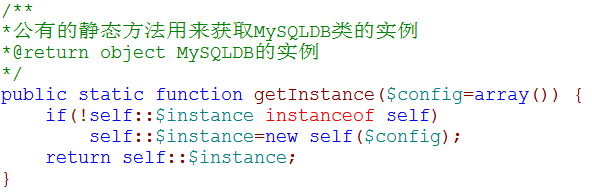 /**
*公有的静态方法用来获取MySQLDB类的实例
*@return object MySQLDB的实例
*/
public static function getInstance($config=array()) {
    if(!self::$instance instanceof self)
        self::$instance=new self($config);
    return self::$instance;
}